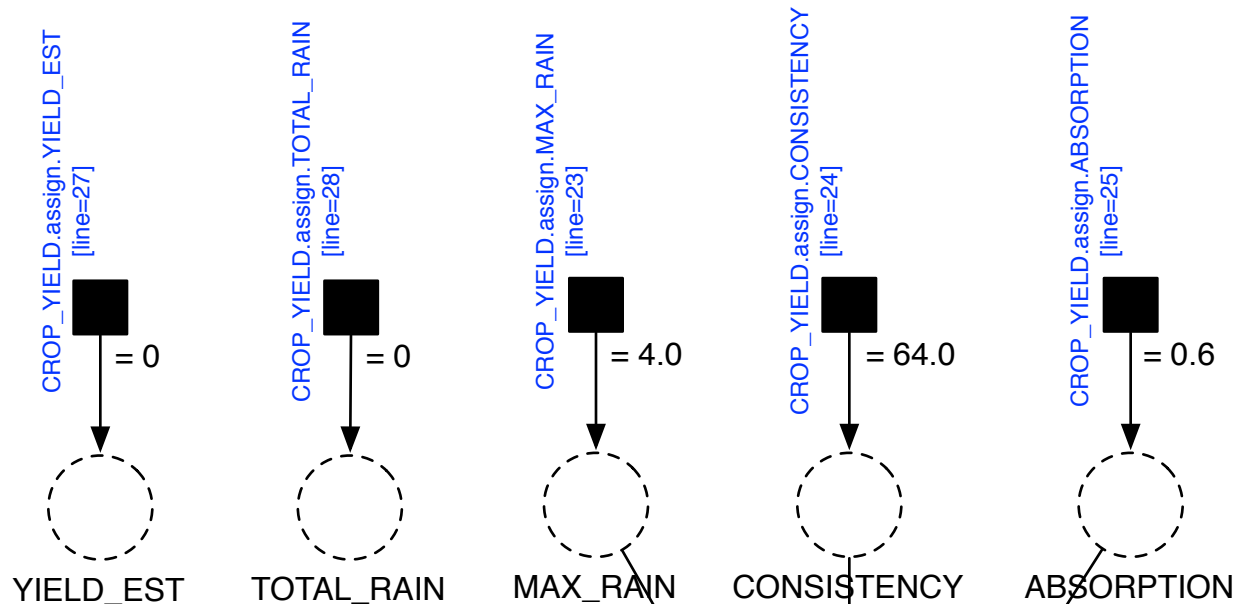 CROP_YIELD.assign.YIELD_EST
[line=27]
CROP_YIELD.assign.TOTAL_RAIN
[line=28]
CROP_YIELD.assign.MAX_RAIN
[line=23]
CROP_YIELD.assign.CONSISTENCY
[line=24]
CROP_YIELD.assign.ABSORPTION
[line=25]
= 0
= 0
= 4.0
= 64.0
= 0.6
YIELD_EST
TOTAL_RAIN
MAX_RAIN
CONSISTENCY
ABSORPTION